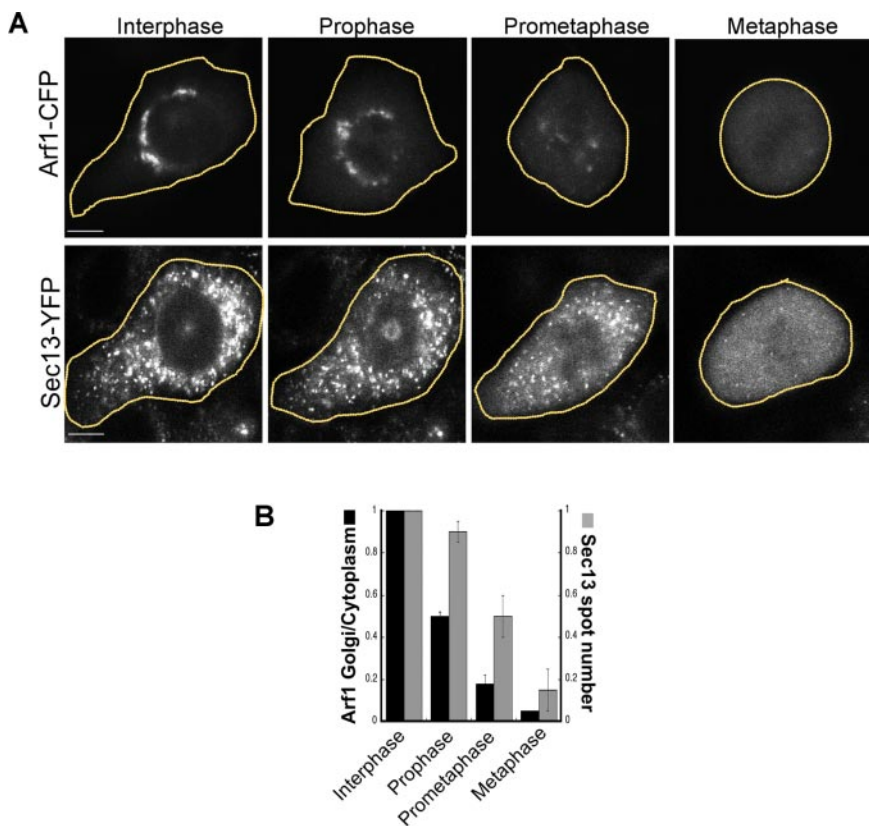 A
Interphase
Prophase
Prometaphase
Metaphase
Arf1-CFP
Sec13-YFP
B
Arf1 Golgi/Cytoplasm
1
0.8
0.6
0.4
0.2
0
1
0.8
0.6
0.4
0.2
0
Sec13 spot number
Interphase
Prophase
Prometaphase
Metaphase